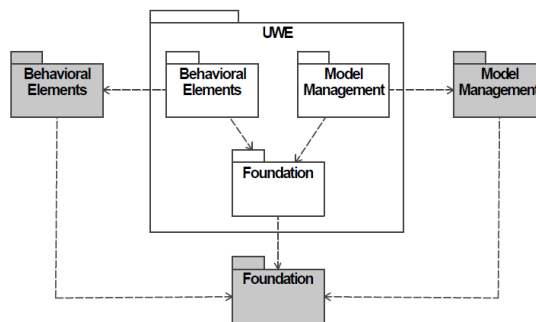 UWE
Behavioral
Elements
Behavioral
Elements
Model
Management
Model
Management
Foundation
Foundation